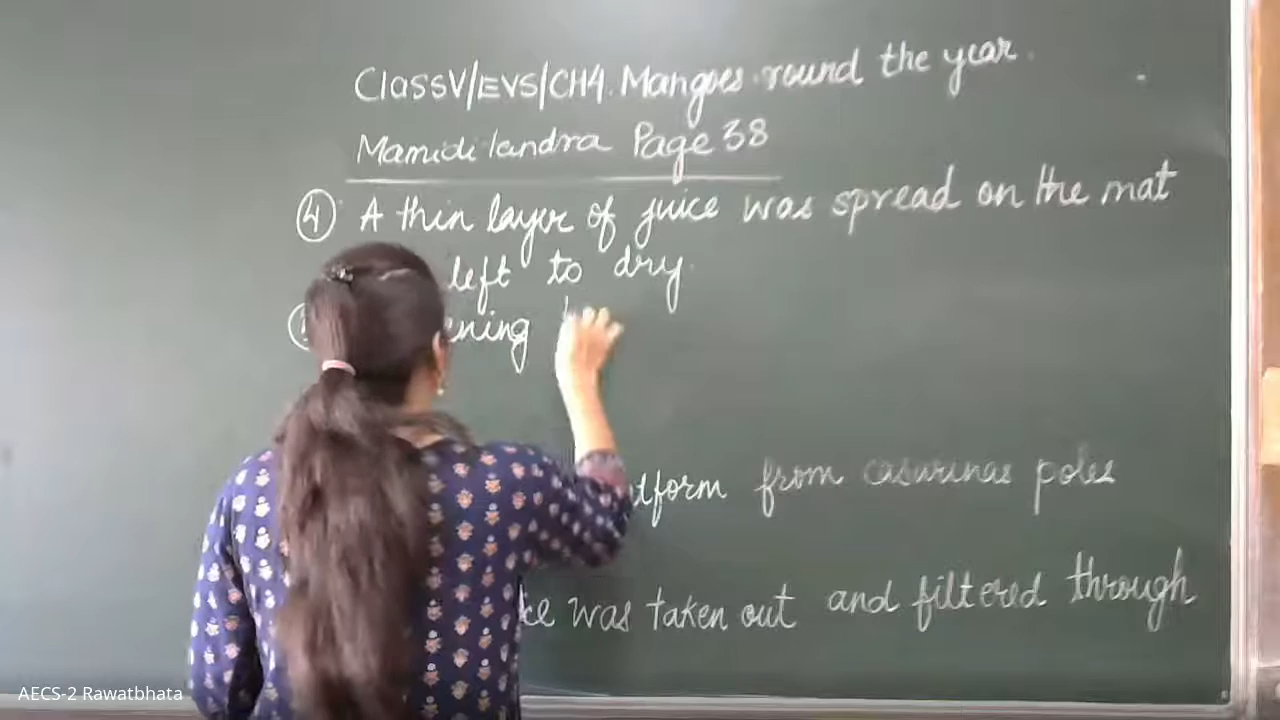 ClassV/EVS/CH4. Mangoes round the year.
Mamidi tandra Page 38
④ A thin layer of juice was spread on the mat
left to dry.
ening
tform from casurinas poles
was taken out and filtered through
AECS-2 Rawatbhata